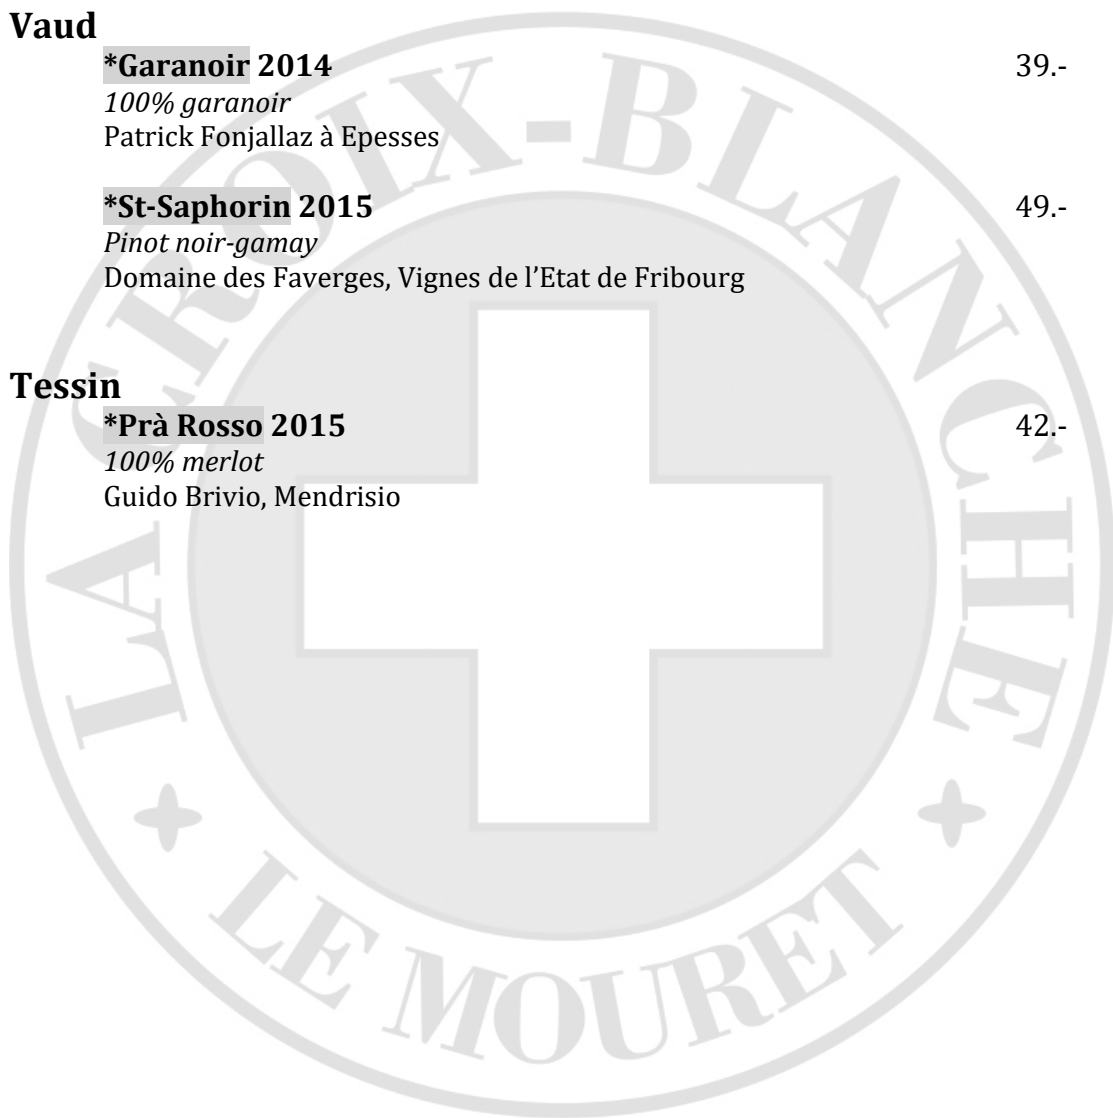 Vaud
*Garanoir 2014 39.-
100% garanoir
Patrick Fonjallaz à Epesses
*St-Saphorin 2015 49.-
Pinot noir-gamay
Domaine des Faverges, Vignes de l’Etat de Fribourg
Tessin
*Prà Rosso 2015 42.-
100% merlot
Guido Brivio, Mendrisio
LA CROIX-BLANCHE
LE MOURET